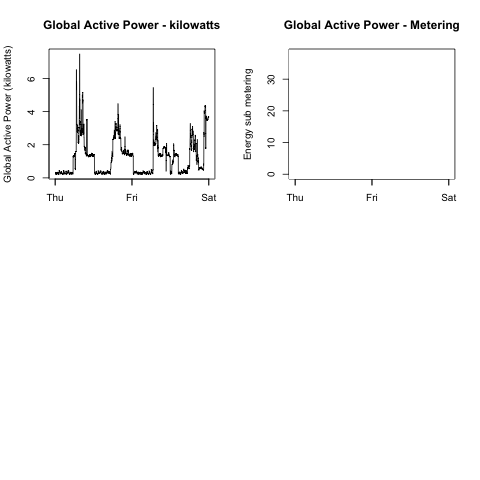 Global Active Power - kilowatts
Global Active Power (kilowatts)
6
4
2
0
Thu Fri Sat
Global Active Power - Metering
Energy sub metering
30
20
10
0
Thu Fri Sat